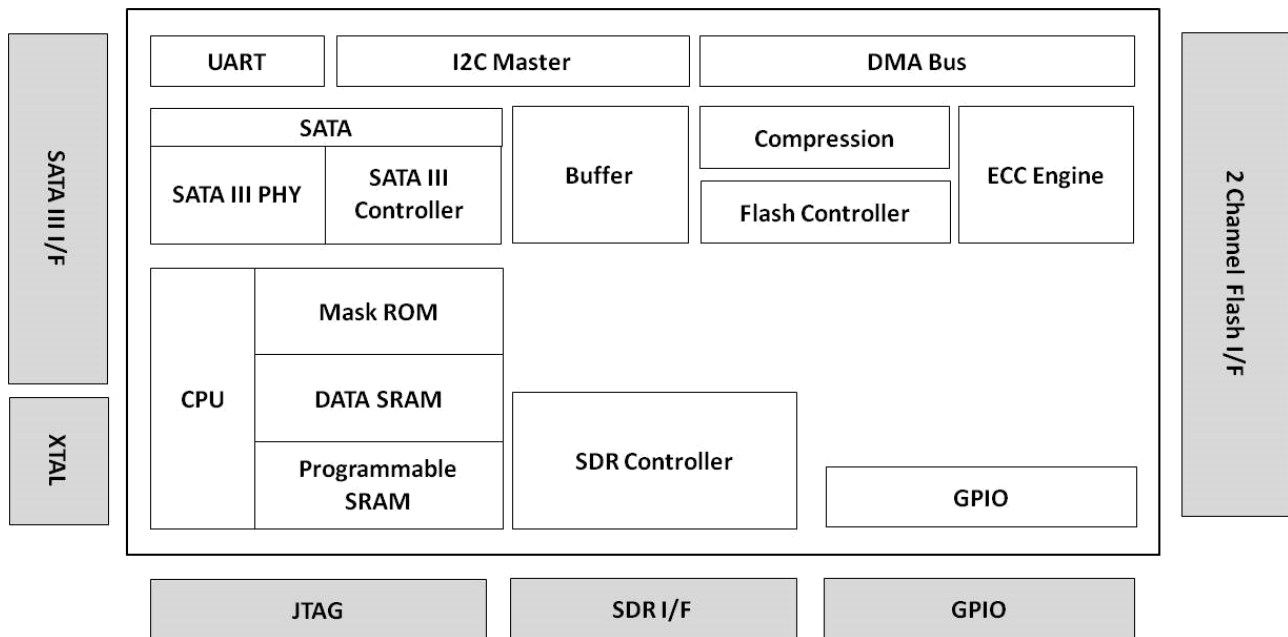 UART
I2C Master
DMA Bus
SATA III I/F
SATA
SATA III PHY
SATA III
Controller
Buffer
Compression
Flash Controller
ECC Engine
2 Channel Flash I/F
CPU
Mask ROM
DATA SRAM
Programmable
SRAM
SDR Controller
GPIO
XTAL
JTAG
SDR I/F
GPIO